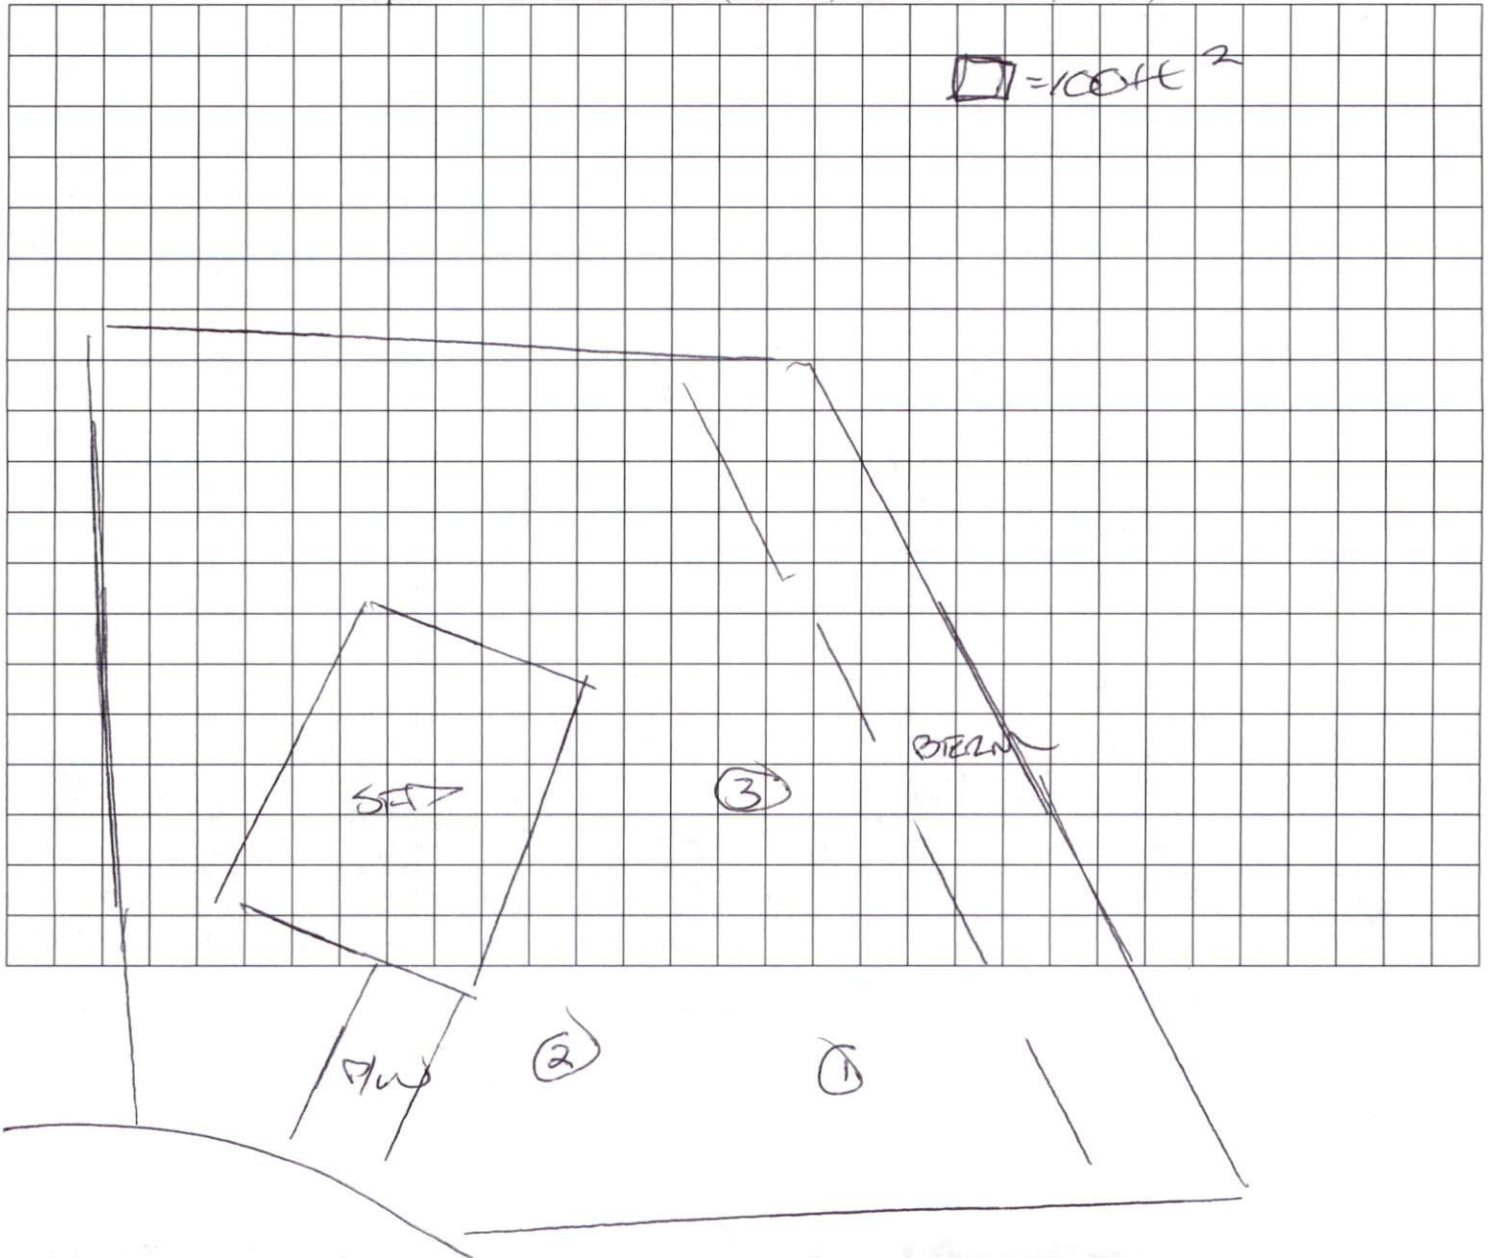 □ = 100ft²
BERM
③
②
①